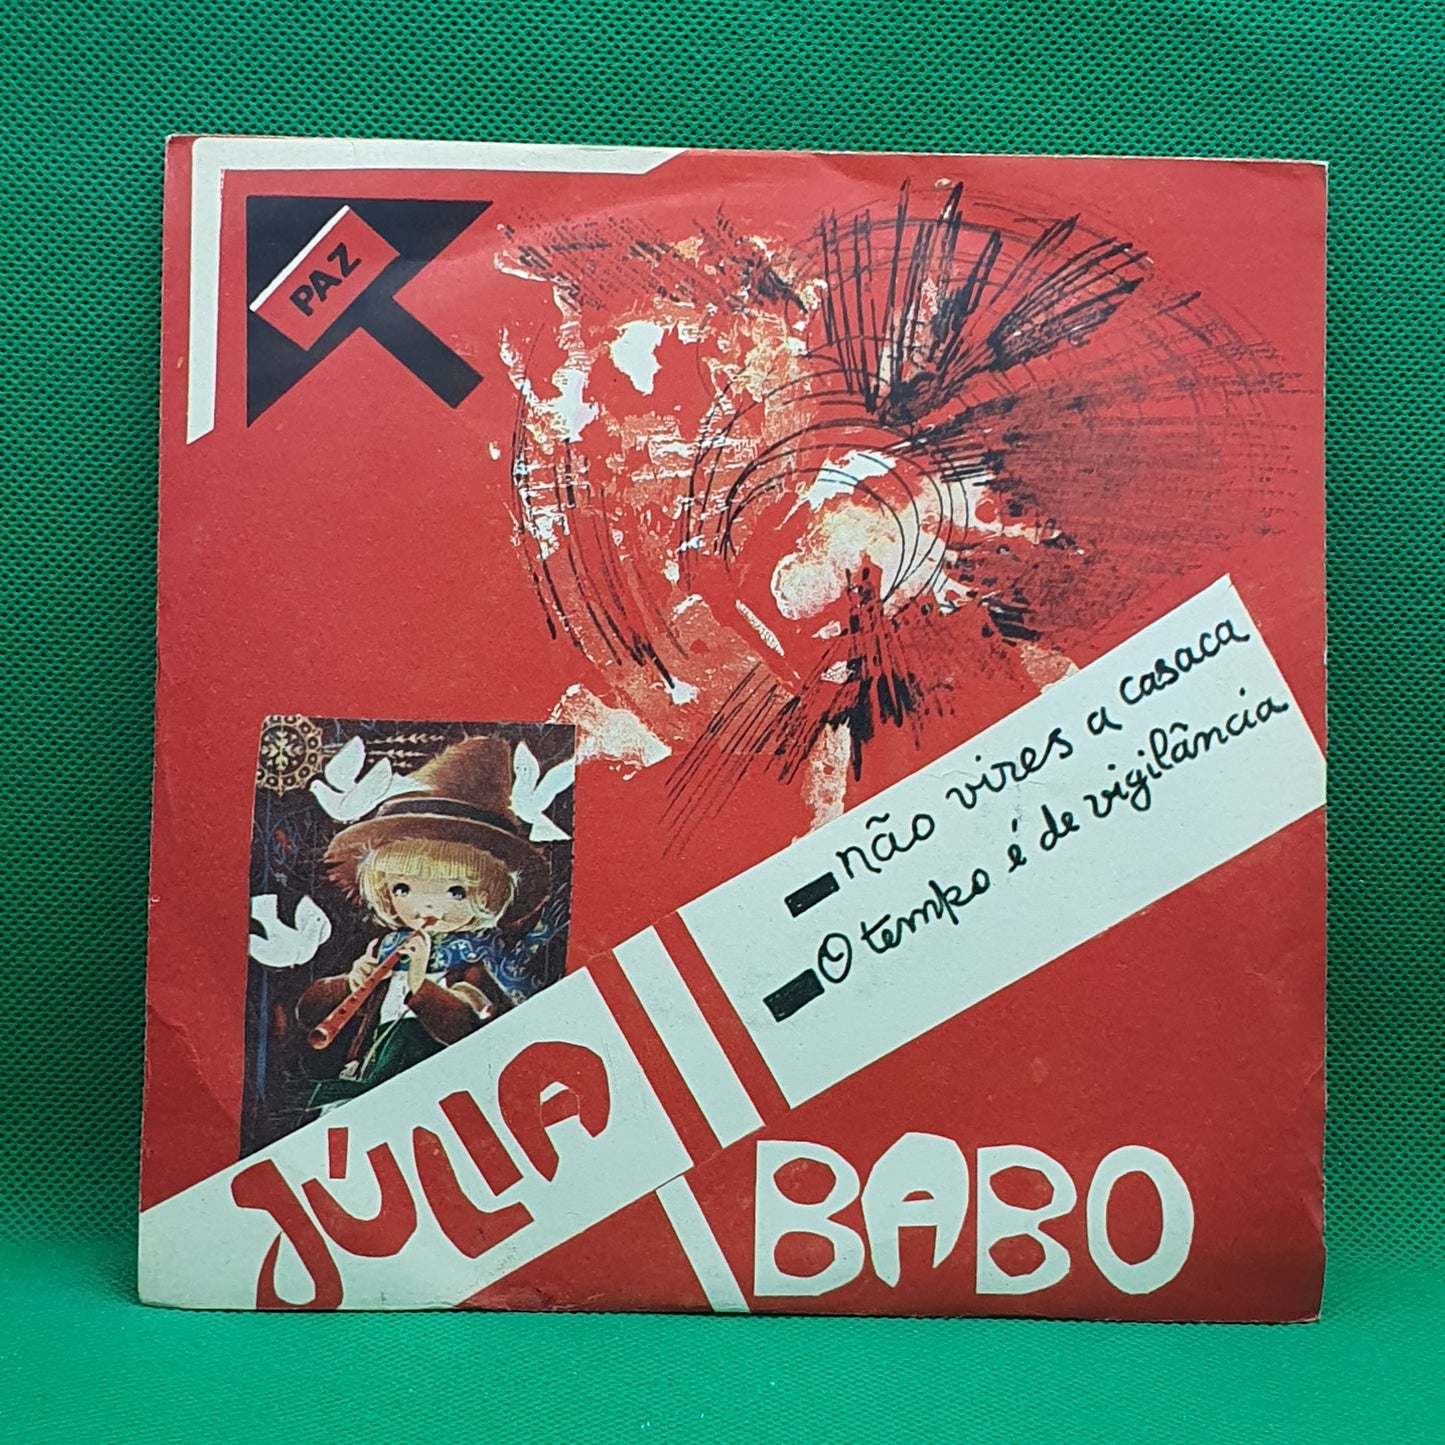 PAZ
não vires a casaca
O tempo é de vigilância
JÚLIA
BABO